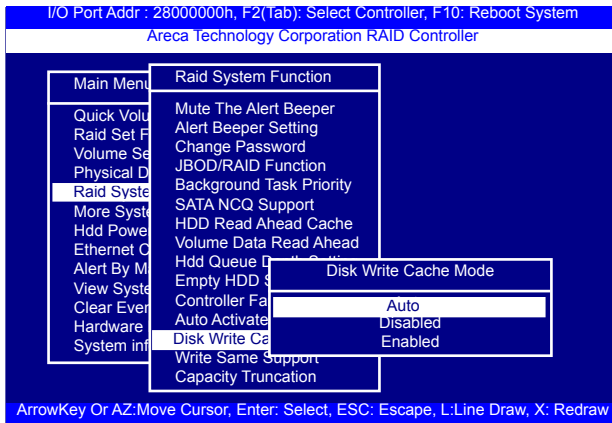 I/O Port Addr : 28000000h, F2(Tab): Select Controller, F10: Reboot System
Areca Technology Corporation RAID Controller
Main Menu
Quick Volu
Raid Set F
Volume Se
Physical D
Raid Syste
More Syste
Hdd Powe
Ethernet C
Alert By M
View Syste
Clear Even
Hardware
System inf
Raid System Function
Mute The Alert Beeper
Alert Beeper Setting
Change Password
JBOD/RAID Function
Background Task Priority
SATA NCQ Support
HDD Read Ahead Cache
Volume Data Read Ahead
Hdd Queue Depth Setting
Empty HDD S
Controller Fa
Auto Activate
Disk Write Ca
Write Same Support
Capacity Truncation
Disk Write Cache Mode
Auto
Disabled
Enabled
ArrowKey Or AZ:Move Cursor, Enter: Select, ESC: Escape, L:Line Draw, X: Redraw